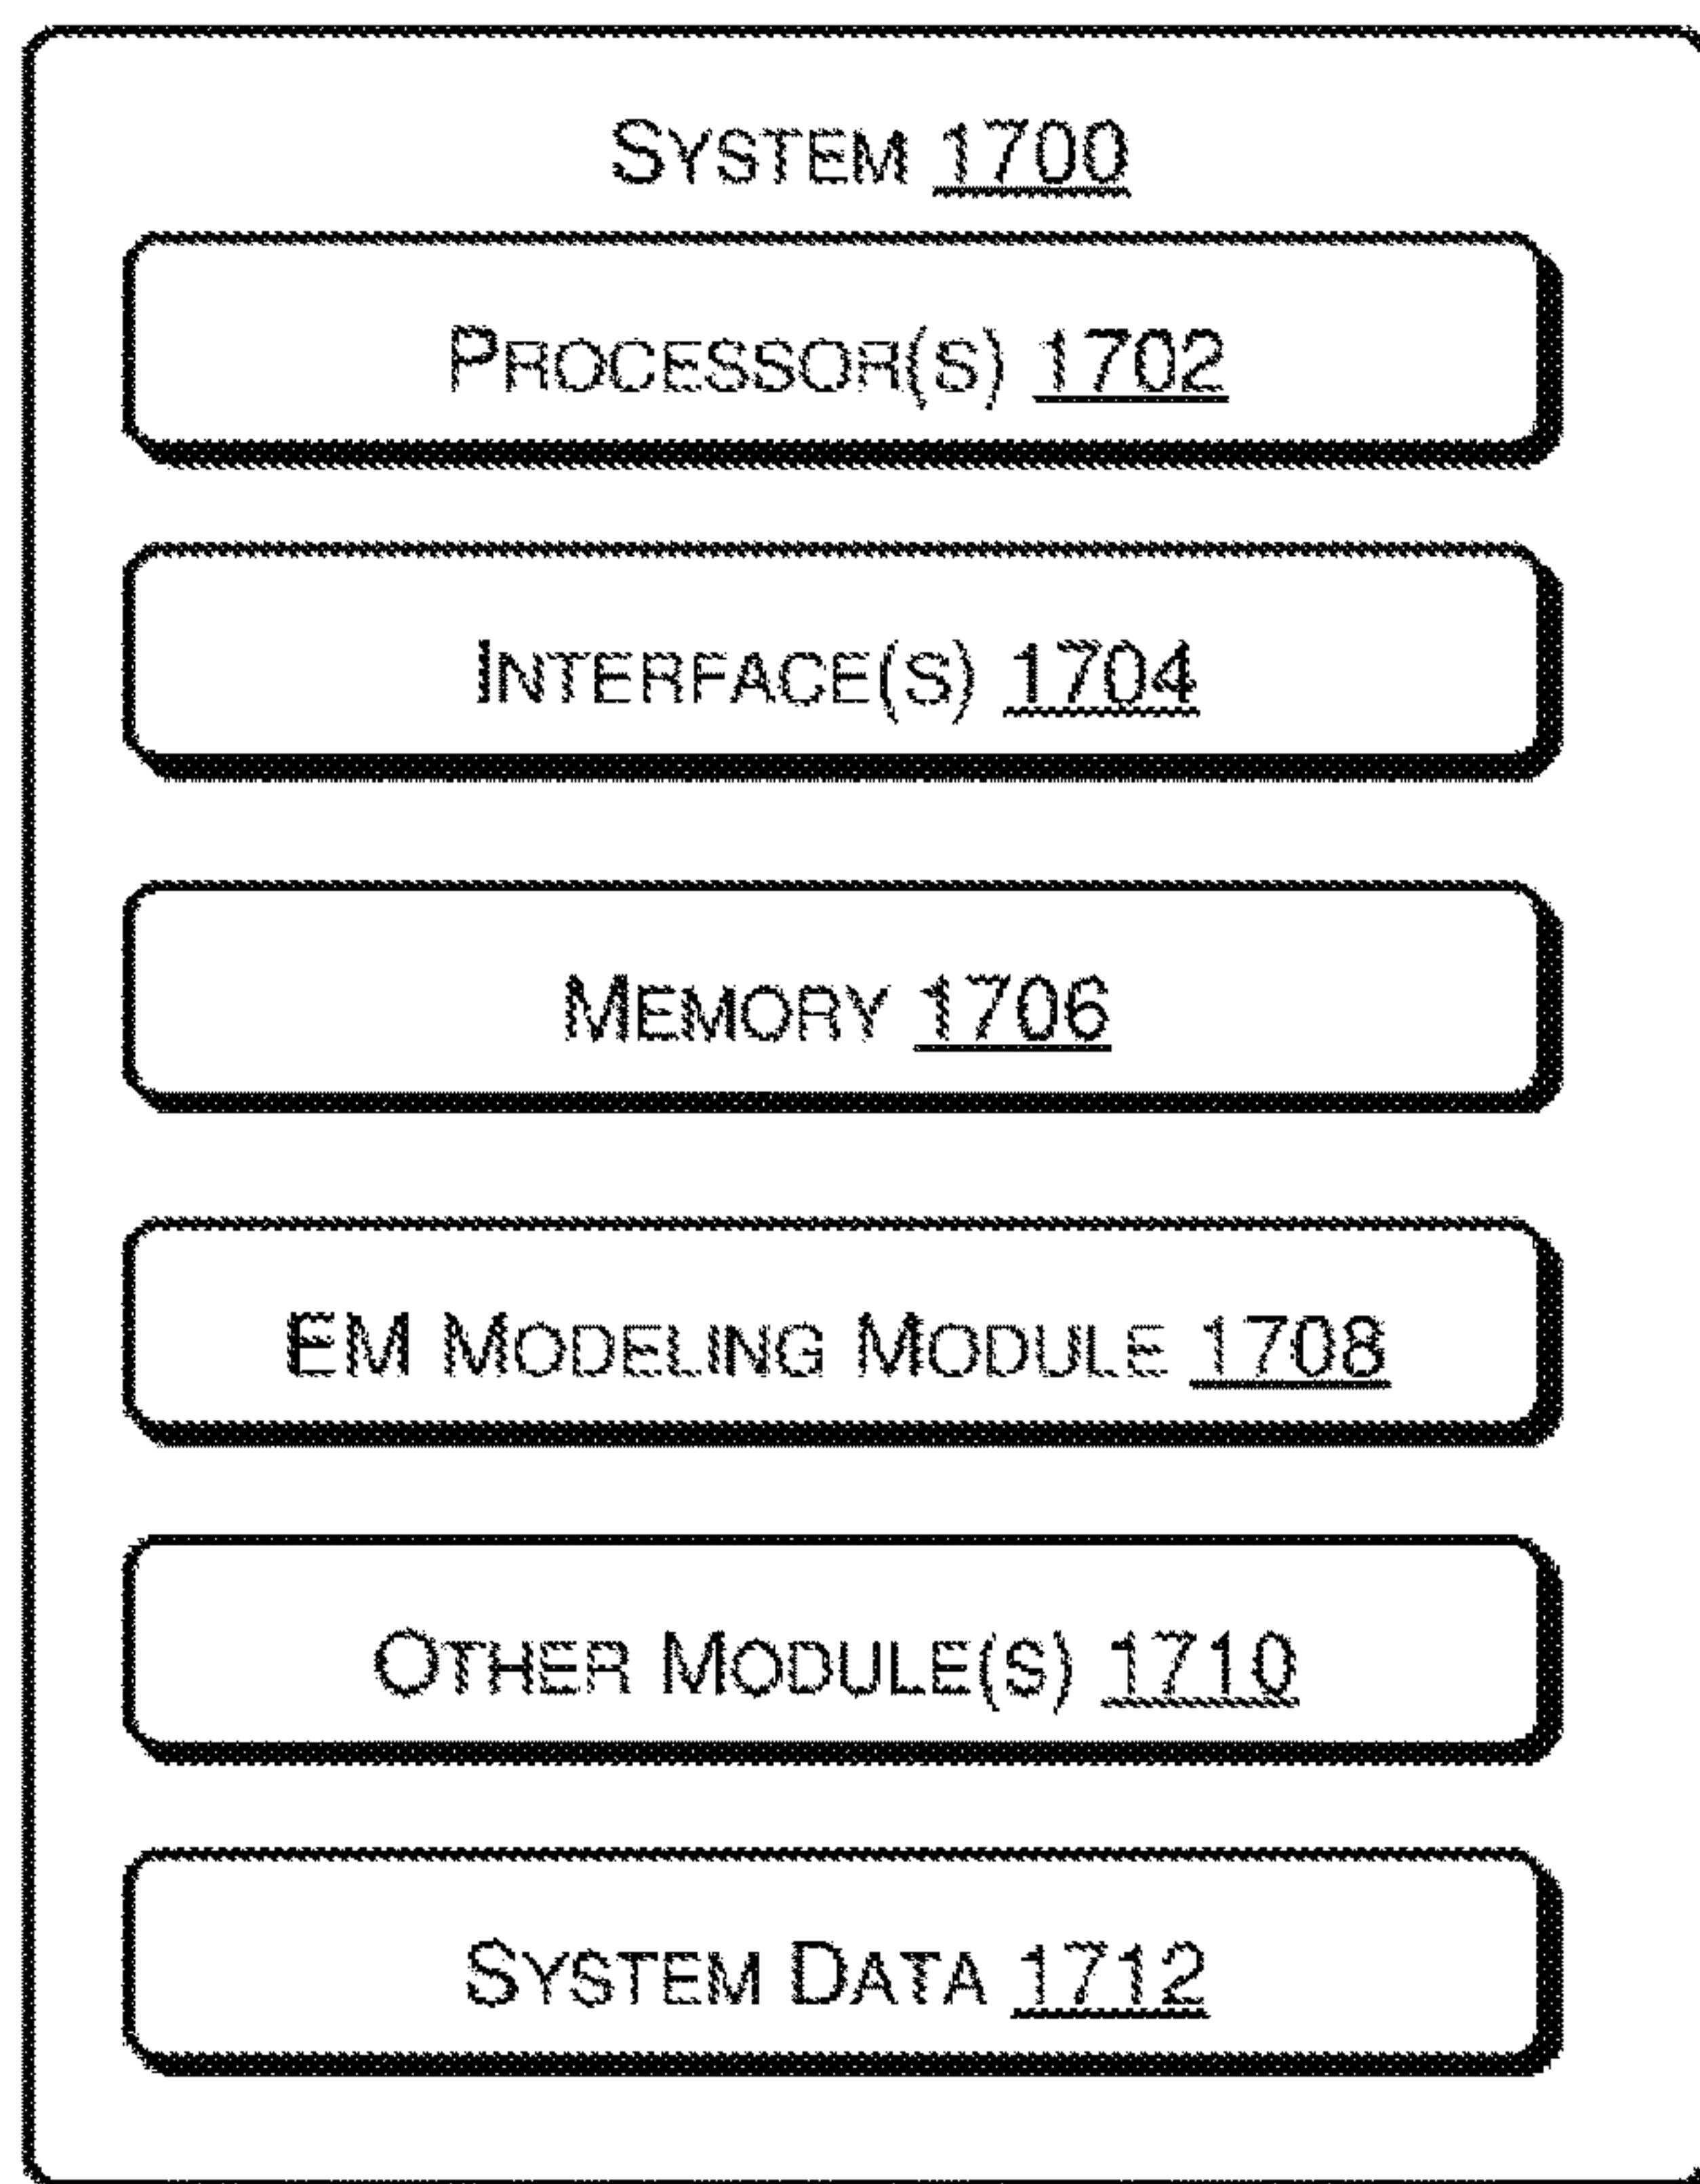 SYSTEM 1700
PROCESSOR(S) 1702
INTERFACE(S) 1704
MEMORY 1706
EM MODELING MODULE 1708
OTHER MODULE(S) 1710
SYSTEM DATA 1712